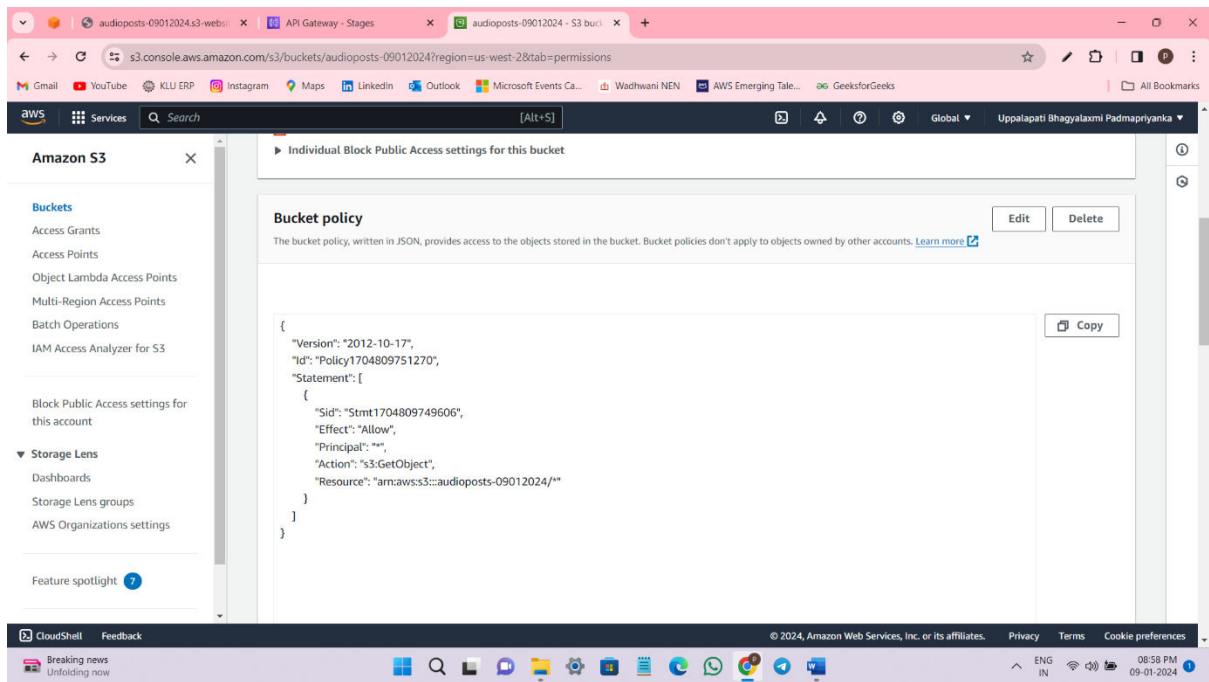 audioposts-09012024.s3-websit
API Gateway - Stages
audioposts-09012024 - S3 buck
s3.console.aws.amazon.com/s3/buckets/audioposts-09012024?region=us-west-2&tab=permissions
P
Gmail YouTube KLU ERP Instagram Maps LinkedIn Outlook Microsoft Events Ca... Wadhwani NEN AWS Emerging Tale... GeeksforGeeks All Bookmarks
aws Services Search [Alt+S] Global Uppalapati Bhagyalaxmi Padmapriyanka
Amazon S3
Buckets
Access Grants
Access Points
Object Lambda Access Points
Multi-Region Access Points
Batch Operations
IAM Access Analyzer for S3
Block Public Access settings for
this account
Storage Lens
Dashboards
Storage Lens groups
AWS Organizations settings
Feature spotlight 7
Individual Block Public Access settings for this bucket
Bucket policy
Edit Delete
The bucket policy, written in JSON, provides access to the objects stored in the bucket. Bucket policies don't apply to objects owned by other accounts. Learn more
Copy
{
"Version": "2012-10-17",
"Id": "Policy1704809751270",
"Statement": [
{
"Sid": "Stmt1704809749606",
"Effect": "Allow",
"Principal": "*",
"Action": "s3:GetObject",
"Resource": "arn:aws:s3:::audioposts-09012024/*"
}
]
}
CloudShell Feedback © 2024, Amazon Web Services, Inc. or its affiliates. Privacy Terms Cookie preferences
Breaking news
Unfolding now
ENG
IN
08:58 PM
09-01-2024
1